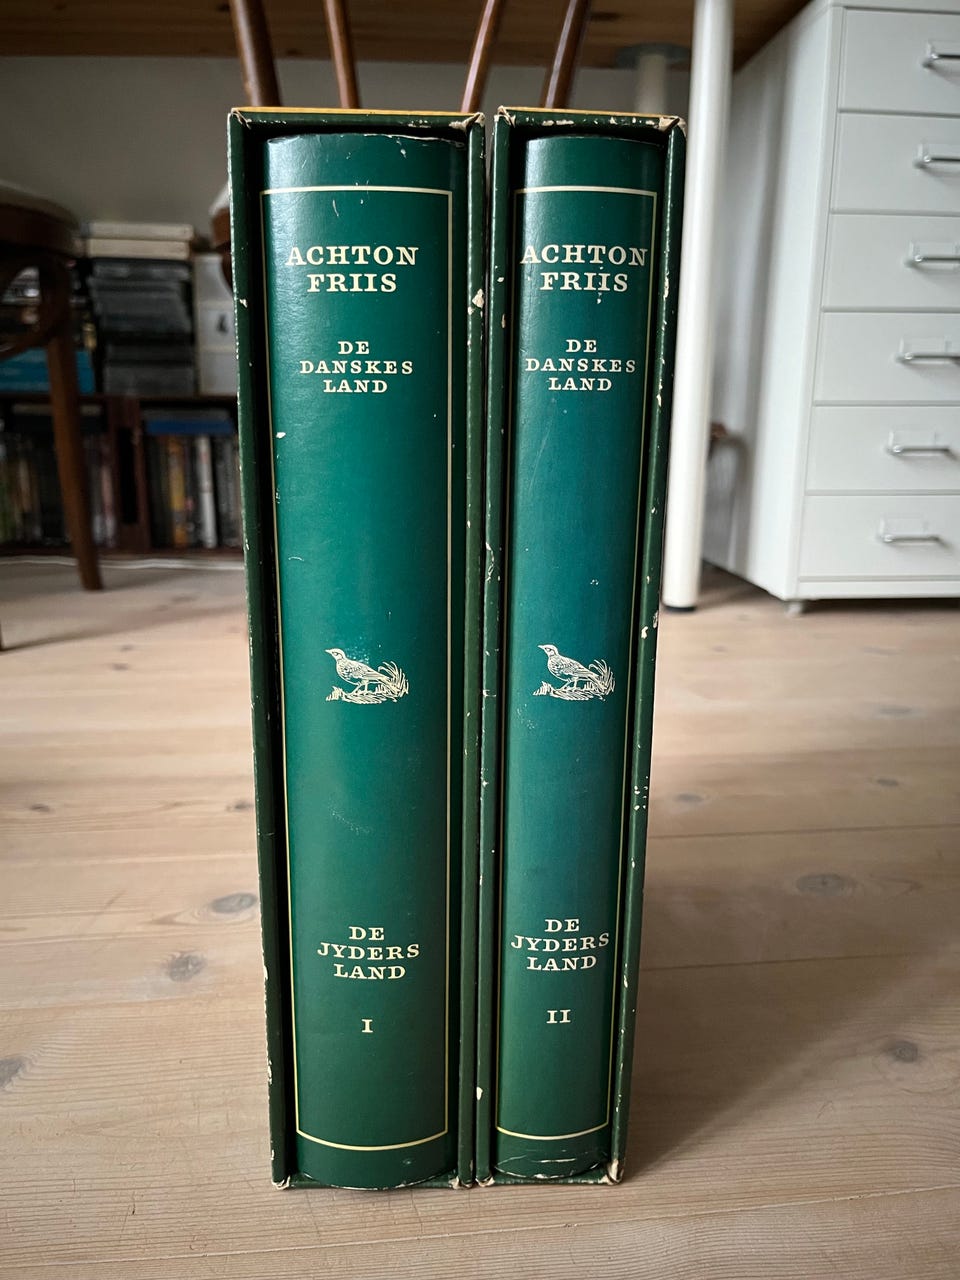 ACHTON
FRIIS
DE
DANSKES
LAND
DE
JYDERS
LAND
I
ACHTON
FRIIS
DE
DANSKES
LAND
DE
JYDERS
LAND
II